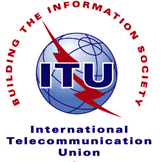 BUILDING THE INFORMATION SOCIETY
ITU
International
Telecommunication
Union